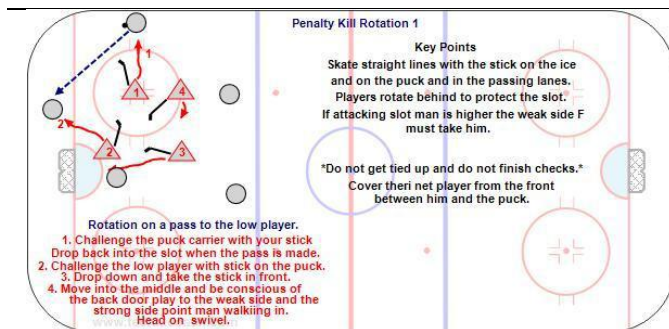 Penalty Kill Rotation 1
Key Points
Skate straight lines with the stick on the ice
and on the puck and in the passing lanes.
Players rotate behind to protect the slot.
If attacking slot man is higher the weak side F
must take him.
*Do not get tied up and do not finish checks.*
Cover theri net player from the front
between him and the puck.
1
1
4
2
2
3
Rotation on a pass to the low player.
1. Challenge the puck carrier with your stick
Drop back into the slot when the pass is made.
2. Challenge the low player with stick on the puck.
3. Drop down and take the stick in front.
4. Move into the middle and be conscious of
the back door play to the weak side and the
strong side point man walkiing in.
Head on swivel.